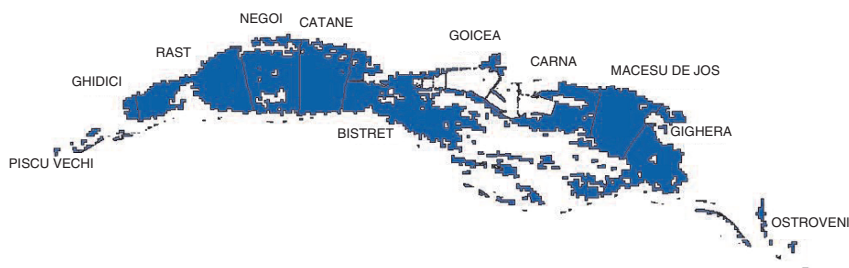 NEGOI
CATANE
GOICEA
RAST
CARNA
MACESU DE JOS
GHIDICI
GIGHERA
BISTRET
PISCU VECHI
OSTROVENI